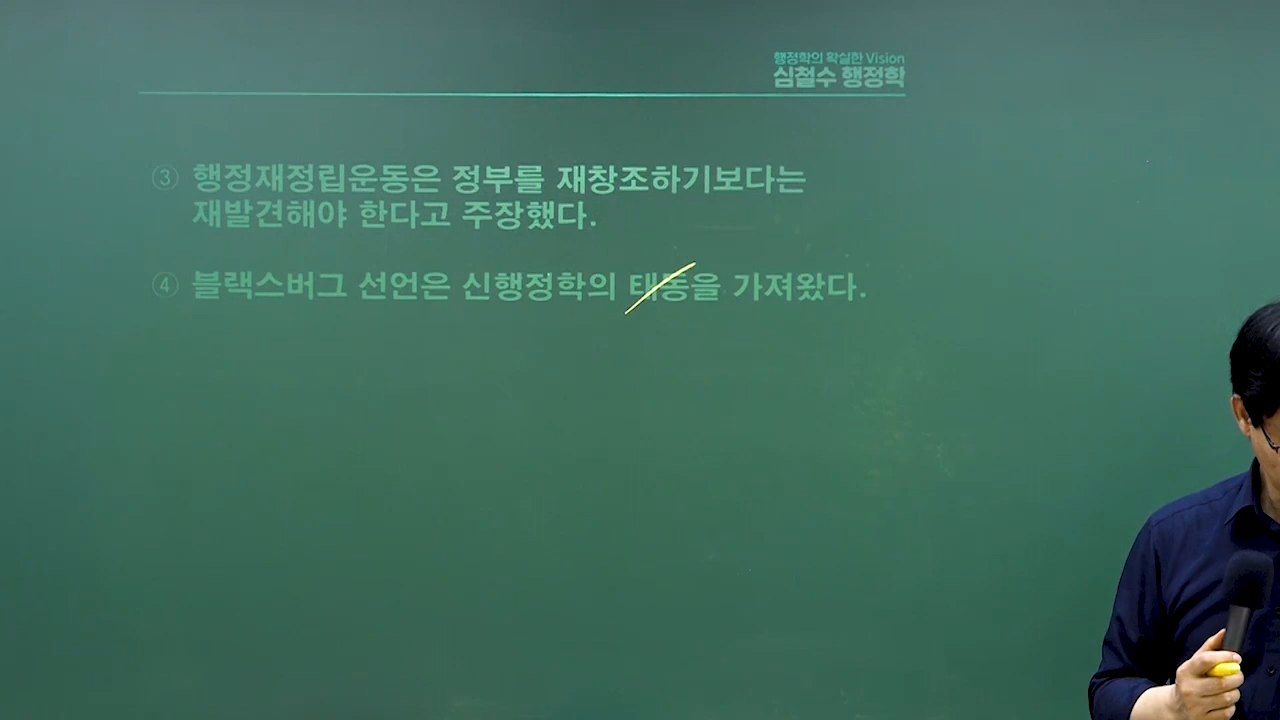 행정학의 확실한 Vision
심철수 행정학
③ 행정재정립운동은 정부를 재창조하기보다는
재발견해야 한다고 주장했다.
④ 블랙스버그 선언은 신행정학의 태동을 가져왔다.